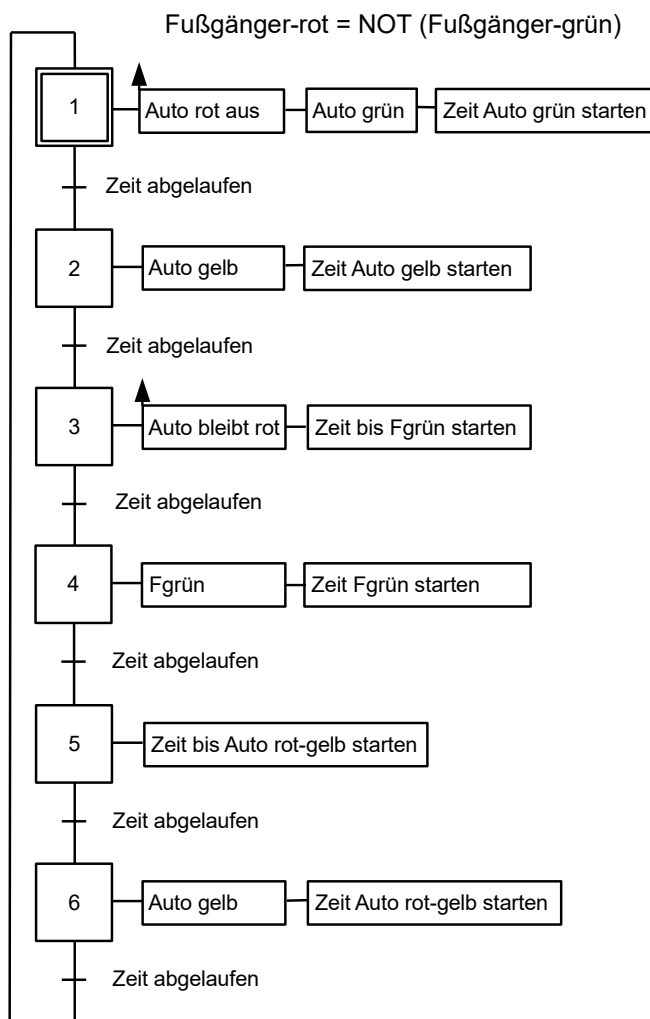 Fußgänger-rot = NOT (Fußgänger-grün)
1
Auto rot aus
Auto grün
Zeit Auto grün starten
Zeit abgelaufen
2
Auto gelb
Zeit Auto gelb starten
Zeit abgelaufen
3
Auto bleibt rot
Zeit bis Fgrün starten
Zeit abgelaufen
4
Fgrün
Zeit Fgrün starten
Zeit abgelaufen
5
Zeit bis Auto rot-gelb starten
Zeit abgelaufen
6
Auto gelb
Zeit Auto rot-gelb starten
Zeit abgelaufen